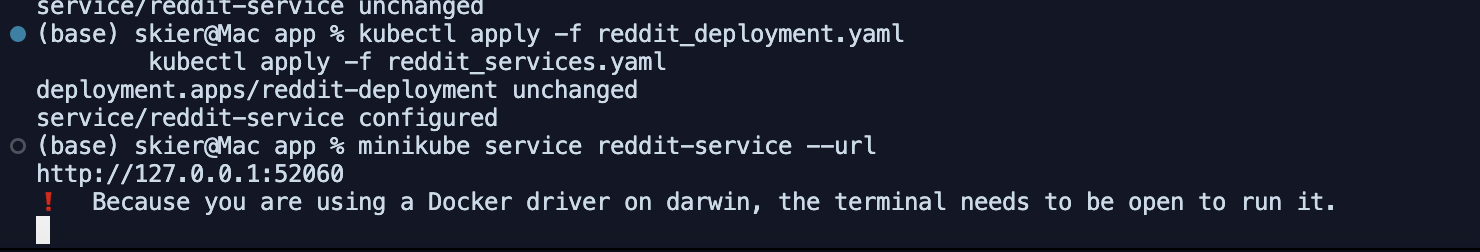 service/reddit-service unchanged
(base) skier@Mac app % kubectl apply -f reddit_deployment.yaml
kubectl apply -f reddit_services.yaml
deployment.apps/reddit-deployment unchanged
service/reddit-service configured
(base) skier@Mac app % minikube service reddit-service --url
http://127.0.0.1:52060
! Because you are using a Docker driver on darwin, the terminal needs to be open to run it.